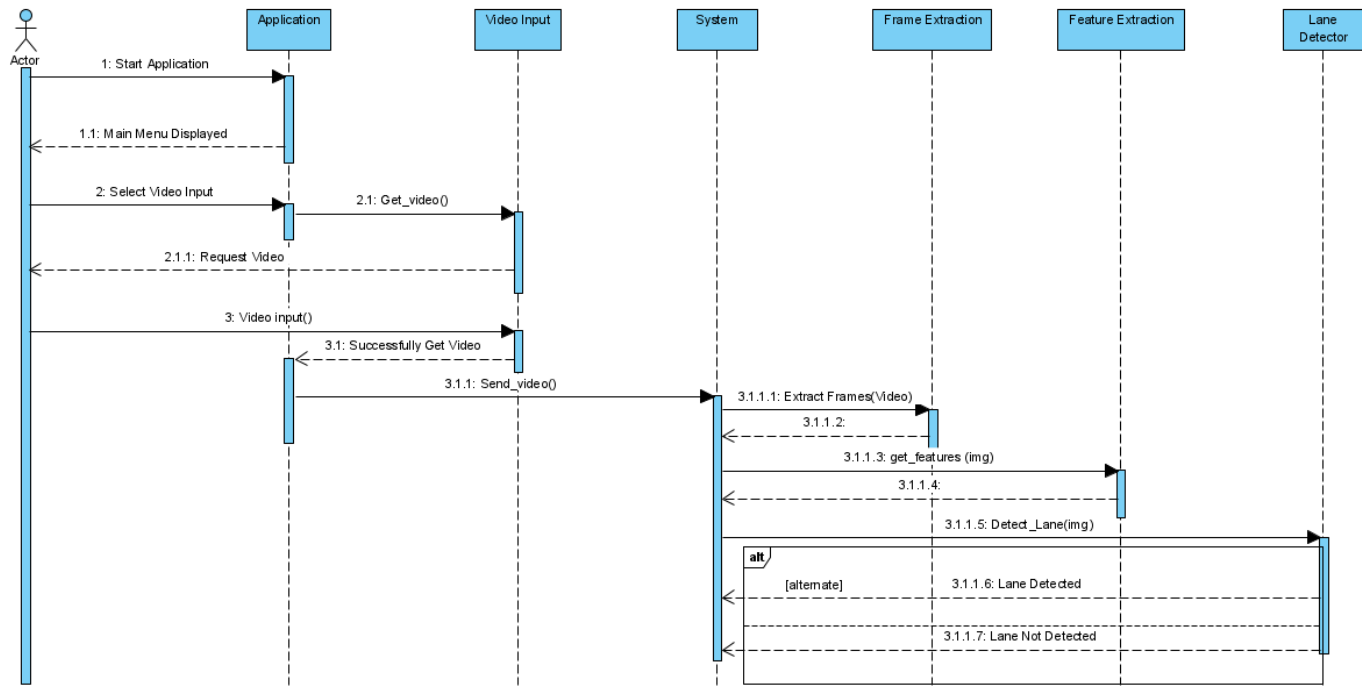 Application
Video Input
System
Frame Extraction
Feature Extraction
Lane
Detector
Actor
1: Start Application
1.1: Main Menu Displayed
2: Select Video Input
2.1: Get_video()
2.1.1: Request Video
3: Video input()
3.1: Successfully Get Video
3.1.1: Send_video()
3.1.1.1: Extract Frames(Video)
3.1.1.2:
3.1.1.3: get_features (img)
3.1.1.4:
3.1.1.5: Detect_Lane(img)
alt
[alternate]
3.1.1.6: Lane Detected
3.1.1.7: Lane Not Detected